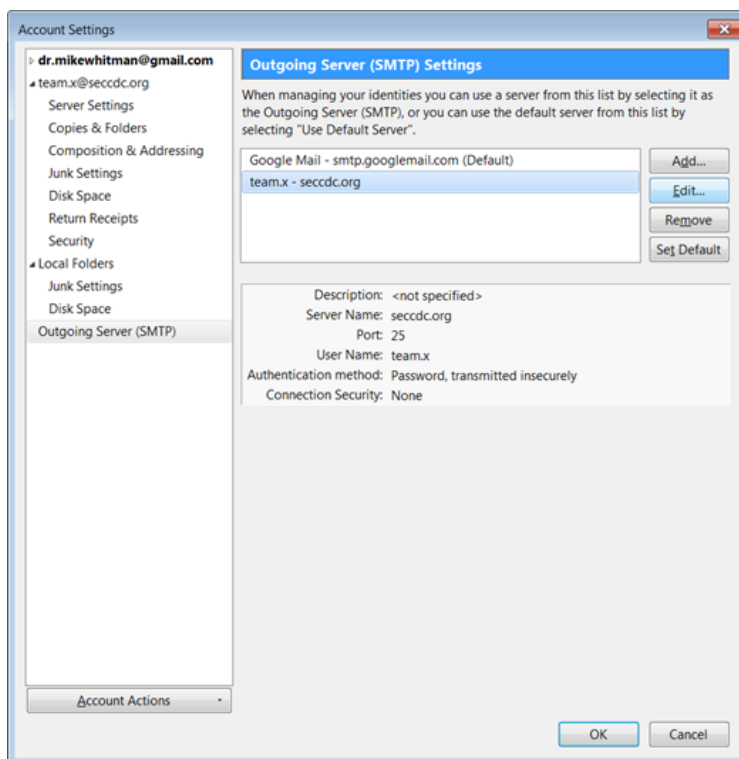 Account Settings
dr.mikewhitman@gmail.com
team.x@seccdc.org
Server Settings
Copies & Folders
Composition & Addressing
Junk Settings
Disk Space
Return Receipts
Security
Local Folders
Junk Settings
Disk Space
Outgoing Server (SMTP)
Account Actions
Outgoing Server (SMTP) Settings
When managing your identities you can use a server from this list by selecting it as
the Outgoing Server (SMTP), or you can use the default server from this list by
selecting "Use Default Server".
Google Mail - smtp.googlemail.com (Default)
team.x - seccdc.org
Add...
Edit...
Remove
Set Default
Description: <not specified>
Server Name: seccdc.org
Port: 25
User Name: team.x
Authentication method: Password, transmitted insecurely
Connection Security: None
OK
Cancel